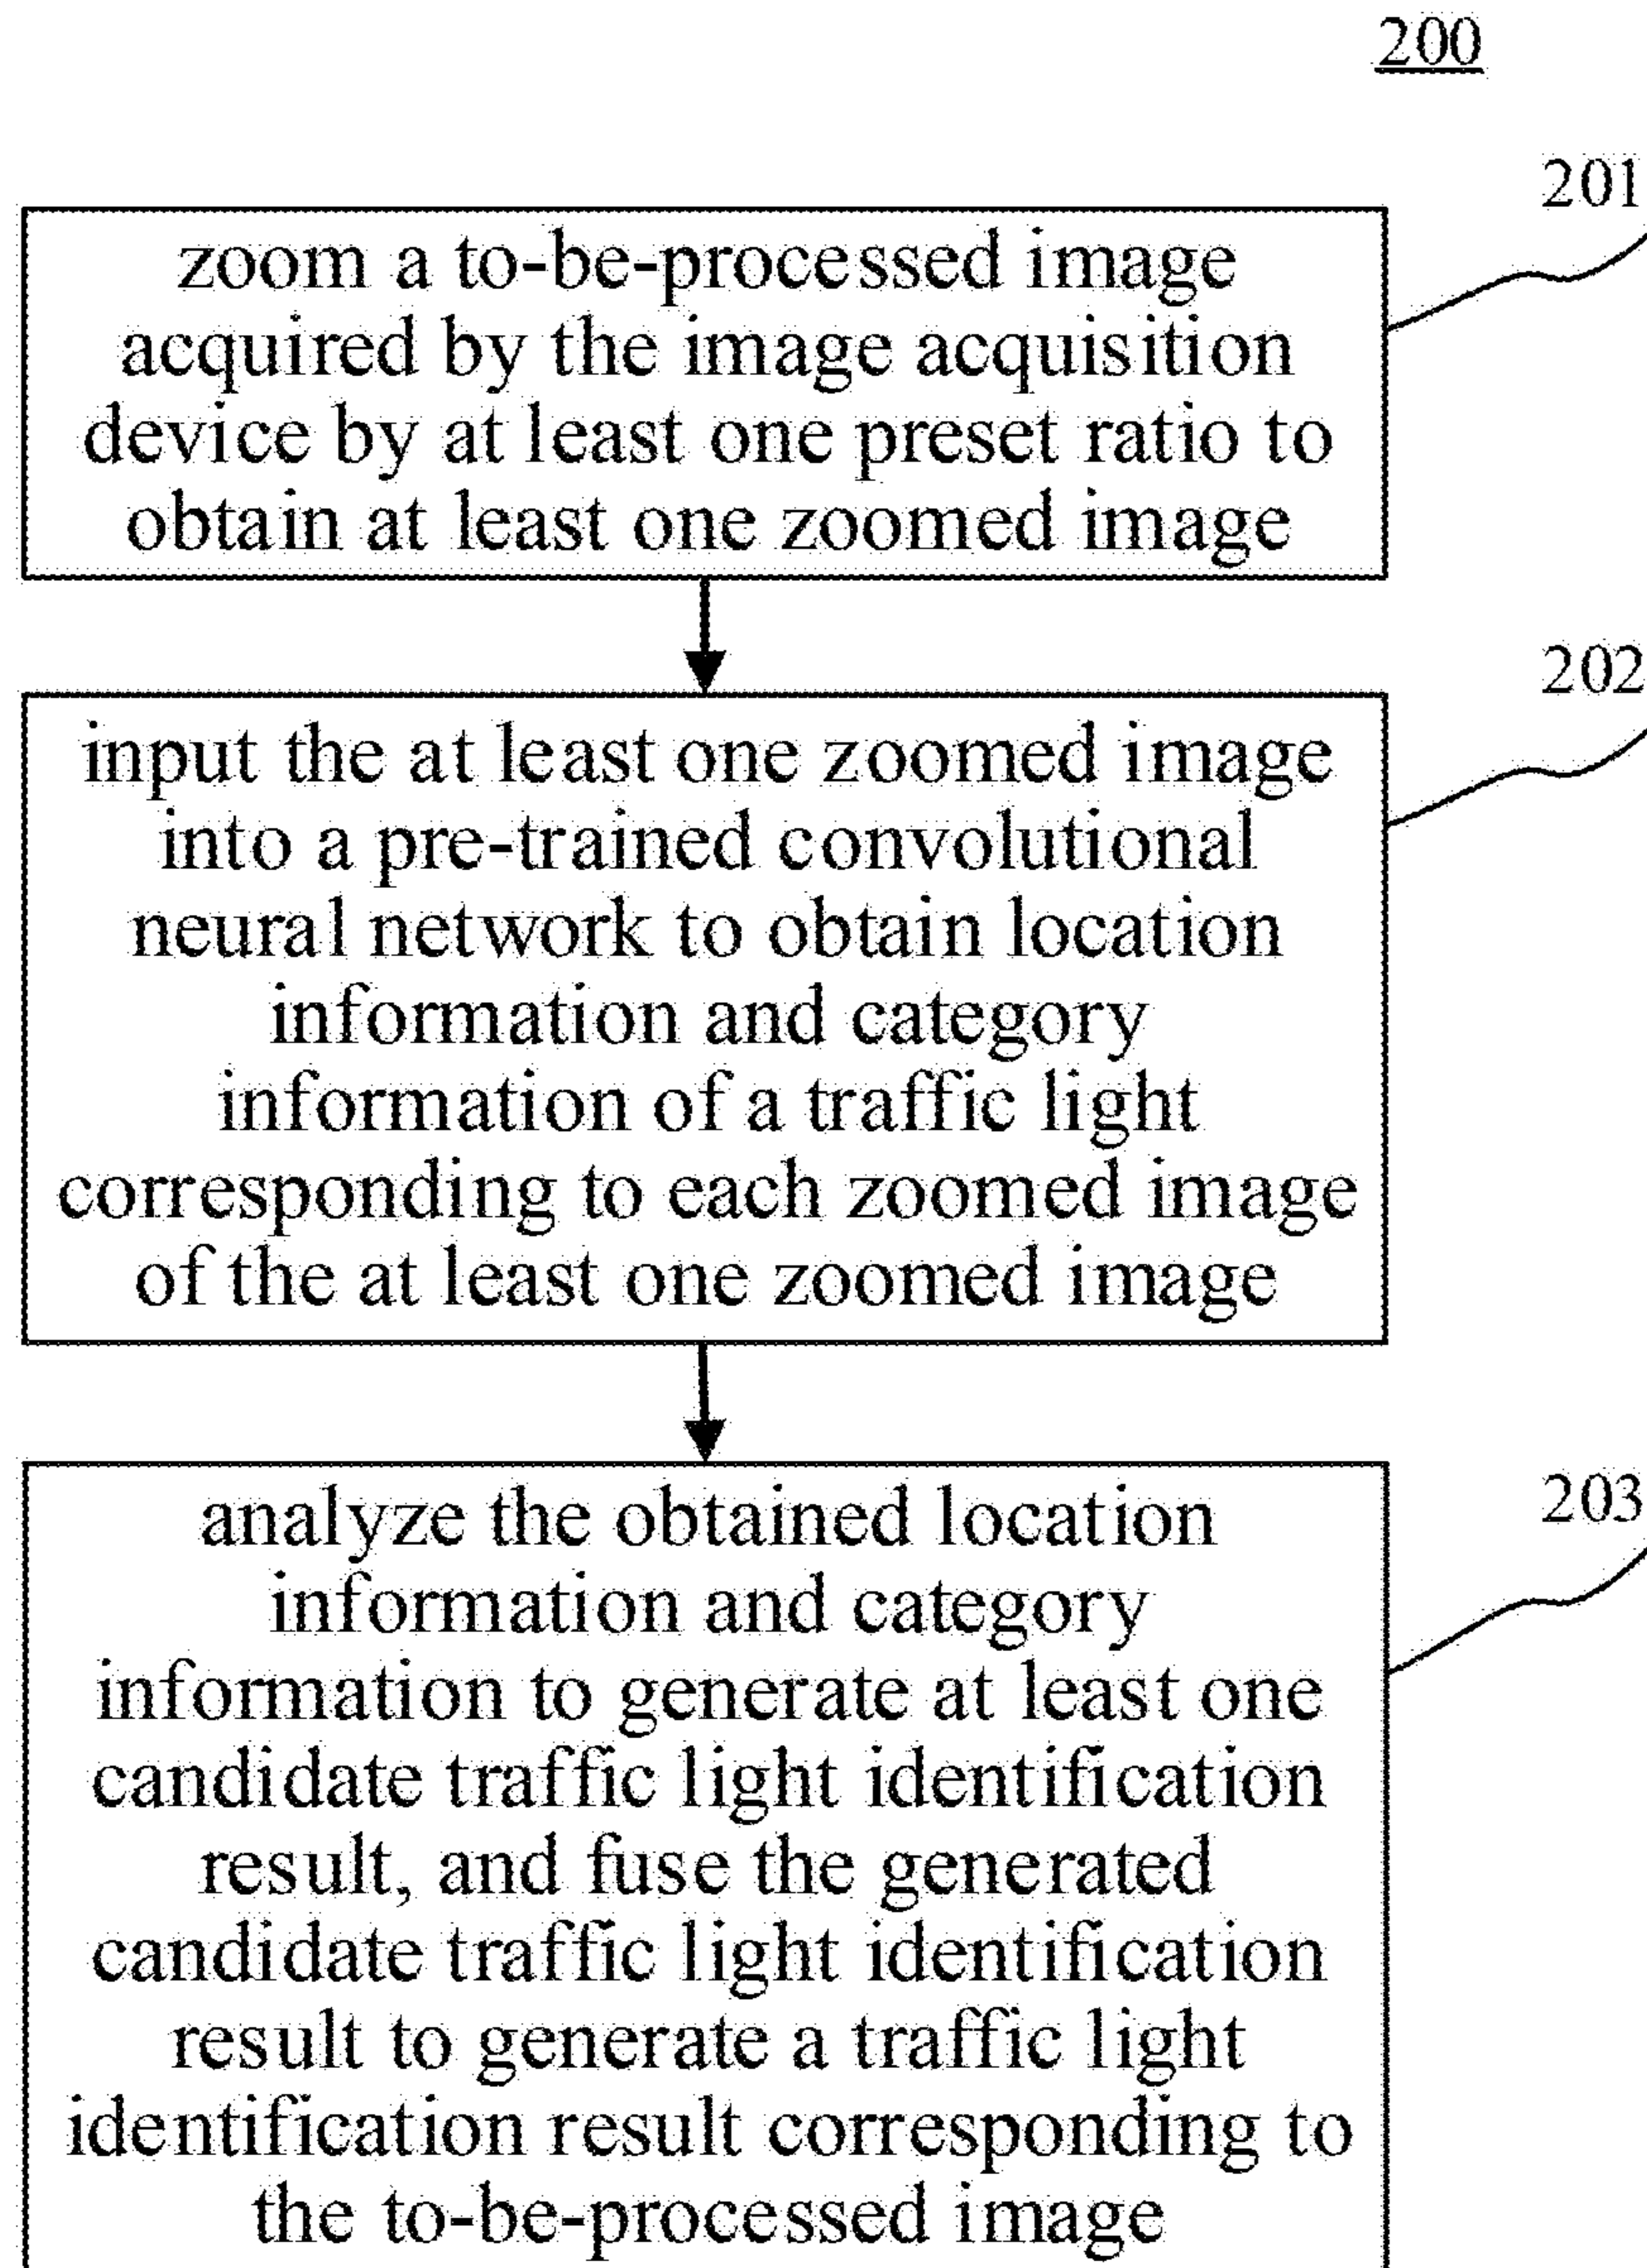 200
201
zoom a to-be-processed image
acquired by the image acquisition
device by at least one preset ratio to
obtain at least one zoomed image
202
input the at least one zoomed image
into a pre-trained convolutional
neural network to obtain location
information and category
information of a traffic light
corresponding to each zoomed image
of the at least one zoomed image
203
analyze the obtained location
information and category
information to generate at least one
candidate traffic light identification
result, and fuse the generated
candidate traffic light identification
result to generate a traffic light
identification result corresponding to
the to-be-processed image